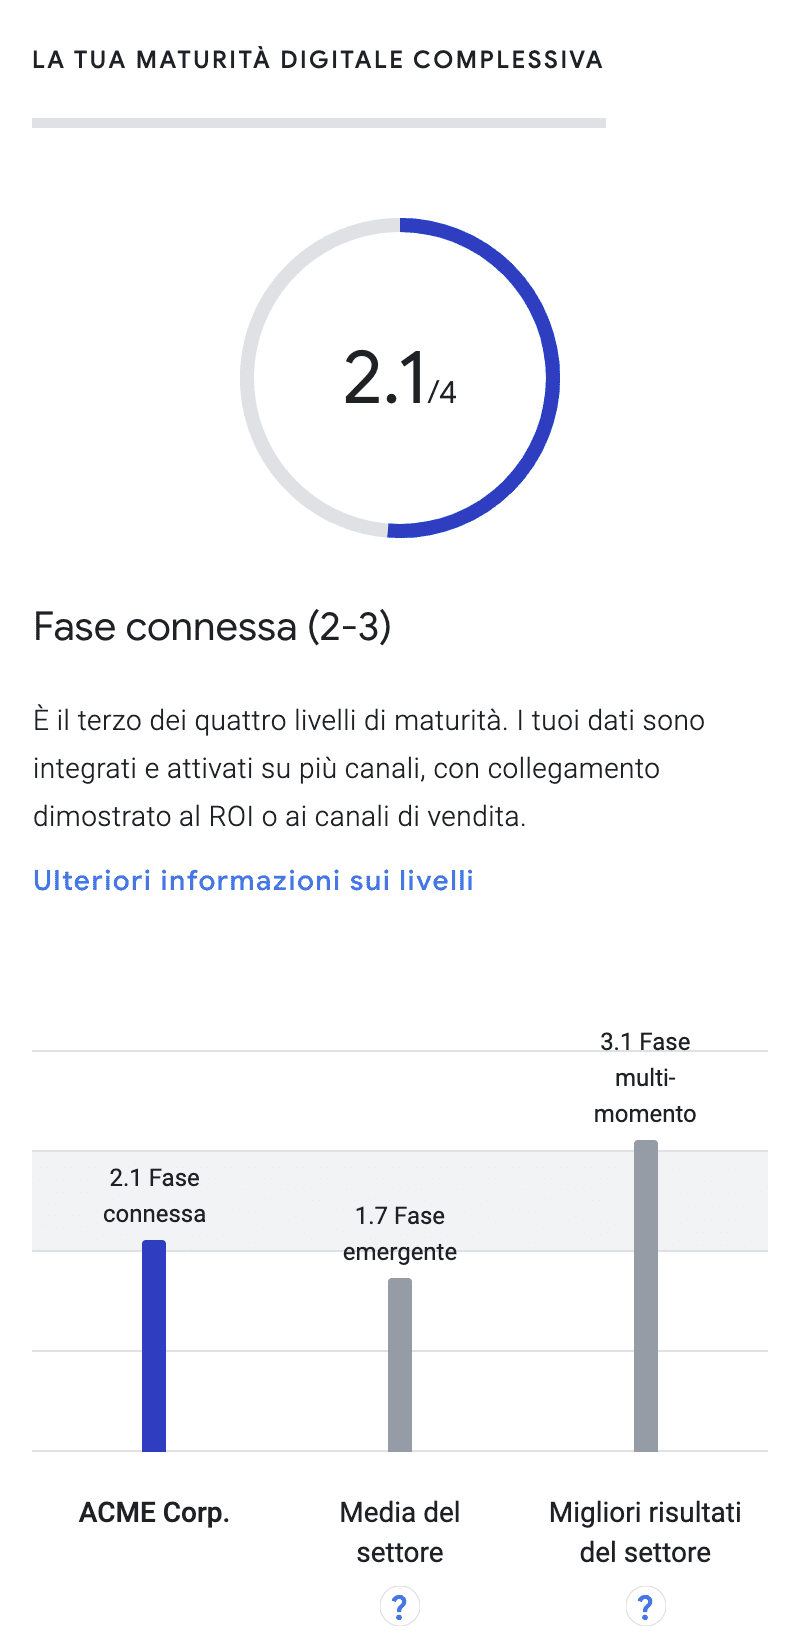 LA TUA MATURITÀ DIGITALE COMPLESSIVA
2.1/4
Fase connessa (2-3)
È il terzo dei quattro livelli di maturità. I tuoi dati sono
integrati e attivati su più canali, con collegamento
dimostrato al ROI o ai canali di vendita.
Ulteriori informazioni sui livelli
2.1 Fase
connessa
1.7 Fase
emergente
3.1 Fase
multi-
momento
ACME Corp.
Media del
settore
?
Migliori risultati
del settore
?